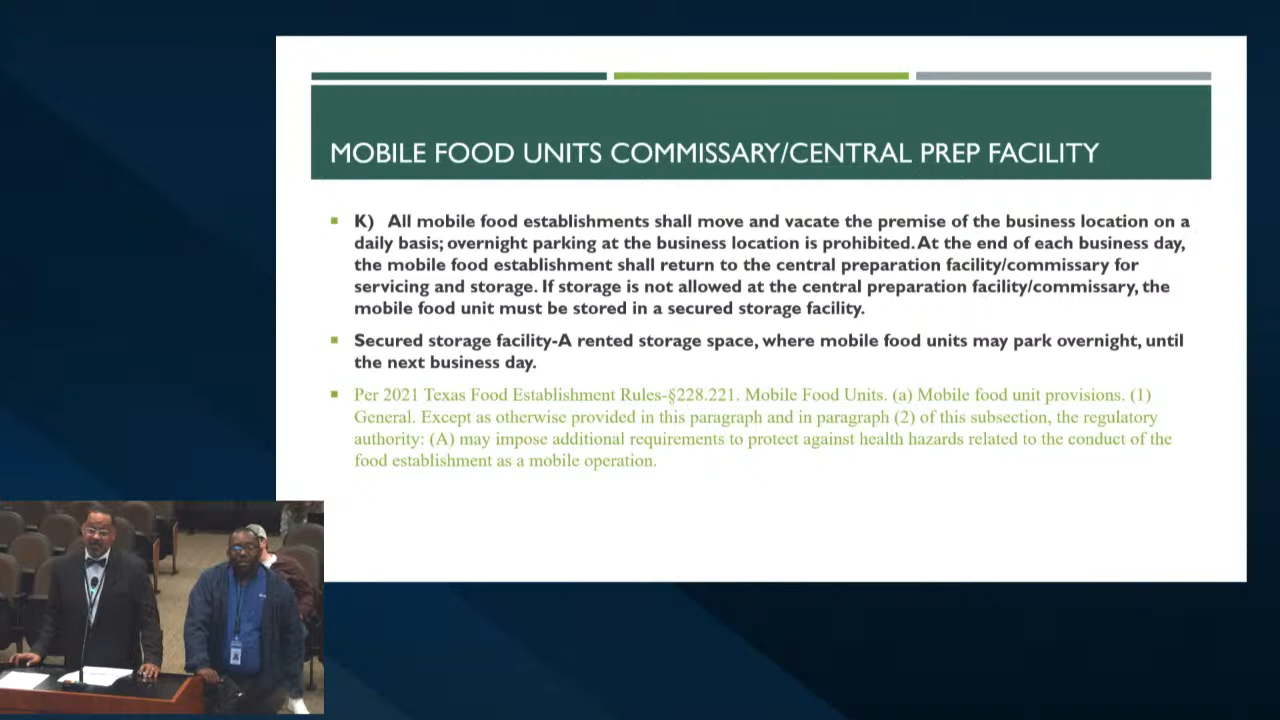 MOBILE FOOD UNITS COMMISSARY/CENTRAL PREP FACILITY
K) All mobile food establishments shall move and vacate the premise of the business location on a
daily basis; overnight parking at the business location is prohibited. At the end of each business day,
the mobile food establishment shall return to the central preparation facility/commissary for
servicing and storage. If storage is not allowed at the central preparation facility/commissary, the
mobile food unit must be stored in a secured storage facility.
Secured storage facility-A rented storage space, where mobile food units may park overnight, until
the next business day.
Per 2021 Texas Food Establishment Rules-§228.221. Mobile Food Units. (a) Mobile food unit provisions. (1)
General. Except as otherwise provided in this paragraph and in paragraph (2) of this subsection, the regulatory
authority: (A) may impose additional requirements to protect against health hazards related to the conduct of the
food establishment as a mobile operation.